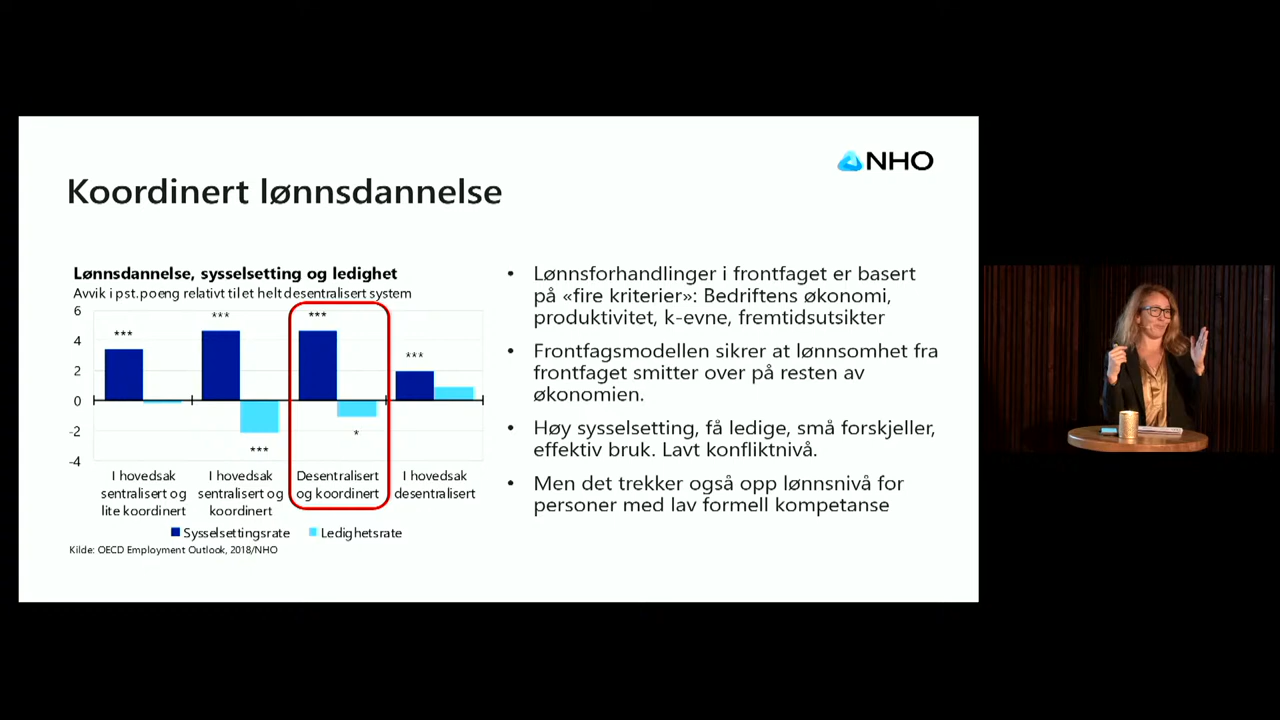 NHO
Koordinert lønnsdannelse
Lønnsdannelse, sysselsetting og ledighet
Avvik i pst.poeng relativt til et helt desentralisert system
6
4
2
0
-2
-4
***
***
***
***
***
*
I hovedsak
sentralisert og
lite koordinert
I hovedsak
sentralisert og
koordinert
Desentralisert
og koordinert
I hovedsak
desentralisert
Sysselsettingsrate
Ledighetsrate
Kilde: OECD Employment Outlook, 2018/NHO
• Lønnsforhandlinger i frontfaget er basert
på «fire kriterier»: Bedriftens økonomi,
produktivitet, k-evne, fremtidsutsikter
• Frontfagsmodellen sikrer at lønnsomhet fra
frontfaget smitter over på resten av
økonomien.
• Høy sysselsetting, få ledige, små forskjeller,
effektiv bruk. Lavt konfliktnivå.
• Men det trekker også opp lønnsnivå for
personer med lav formell kompetanse